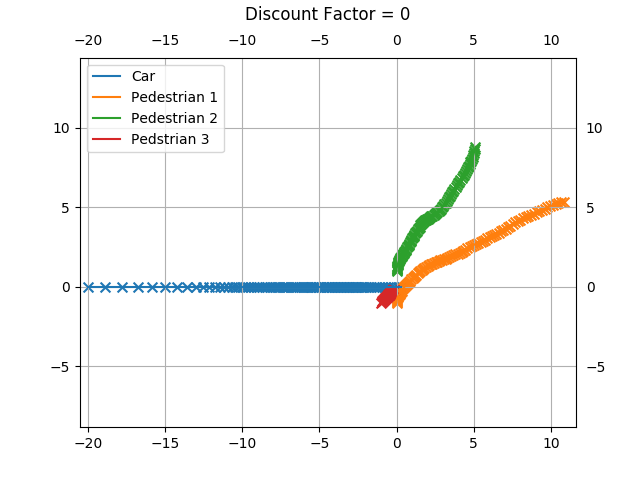 Discount Factor = 0
−20 −15 −10 −5 0 5 10
Car
Pedestrian 1
Pedestrian 2
Pedstrian 3
10 10
5 5
0 0
−5 −5
−20 −15 −10 −5 0 5 10